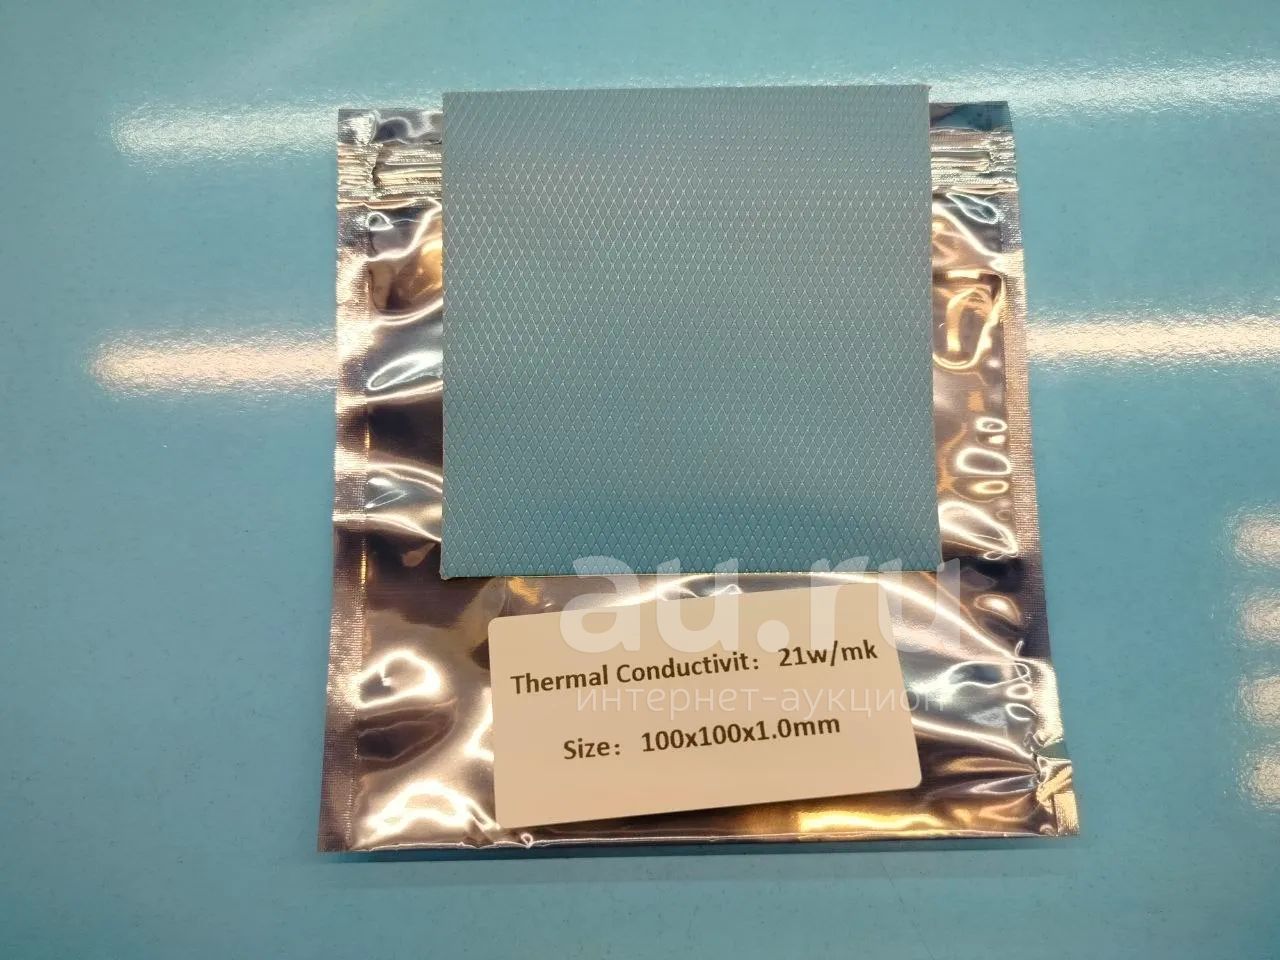 au.ru
Thermal Conductivit： 21w/mk
интернет-аукцион
Size： 100x100x1.0mm